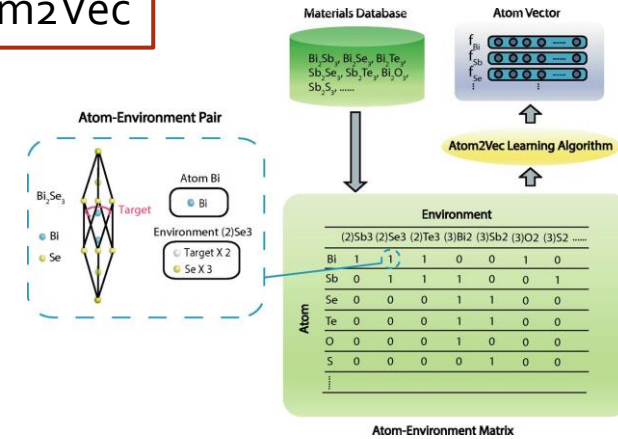 m2Vec
Materials Database
Bi₂Sb₃, Bi₂Se₃, Bi₂Te₃,
Sb₂Se₃, Sb₂Te₃, Bi₂O₃,
Sb₂S₃, ......
Atom Vector
f_Bi ......
f_Sb ......
f_Se ......
Atom2Vec Learning Algorithm
Atom-Environment Pair
Bi₂Se₃
Target
Bi
Se
Atom Bi
Bi
Environment (2)Se3
Target X 2
Se X 3
Environment
(2)Sb3 (2)Se3 (2)Te3 (3)Bi2 (3)Sb2 (3)O2 (3)S2 ......
Bi 1 1 1 0 0 1 0
Sb 0 1 1 1 0 0 1
Se 0 0 0 1 1 0 0
Te 0 0 0 1 1 0 0
O 0 0 0 1 0 0 0
S 0 0 0 0 1 0 0
Atom
Atom-Environment Matrix